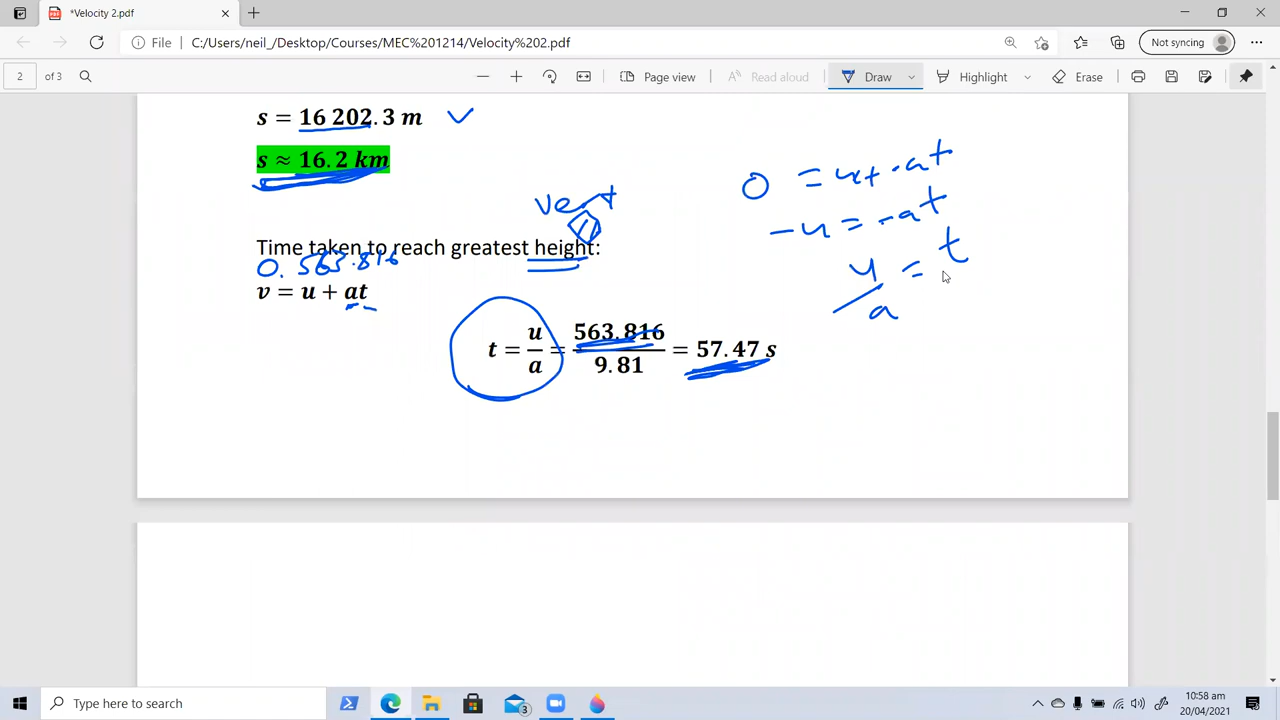 *Velocity 2.pdf
File C:/Users/neil_/Desktop/Courses/MEC%201214/Velocity%202.pdf Not syncing
2 of 3 Page view Read aloud Draw Highlight Erase
s = 16 202.3 m
s ≈ 16.2 km
vert
Time taken to reach greatest height:
0. 563.816
v = u + at
t = u/a = 563.816/9.81 = 57.47 s
0 = u + -at
-u = -at
u/a = t
Type here to search
3
10:58 am
20/04/2021